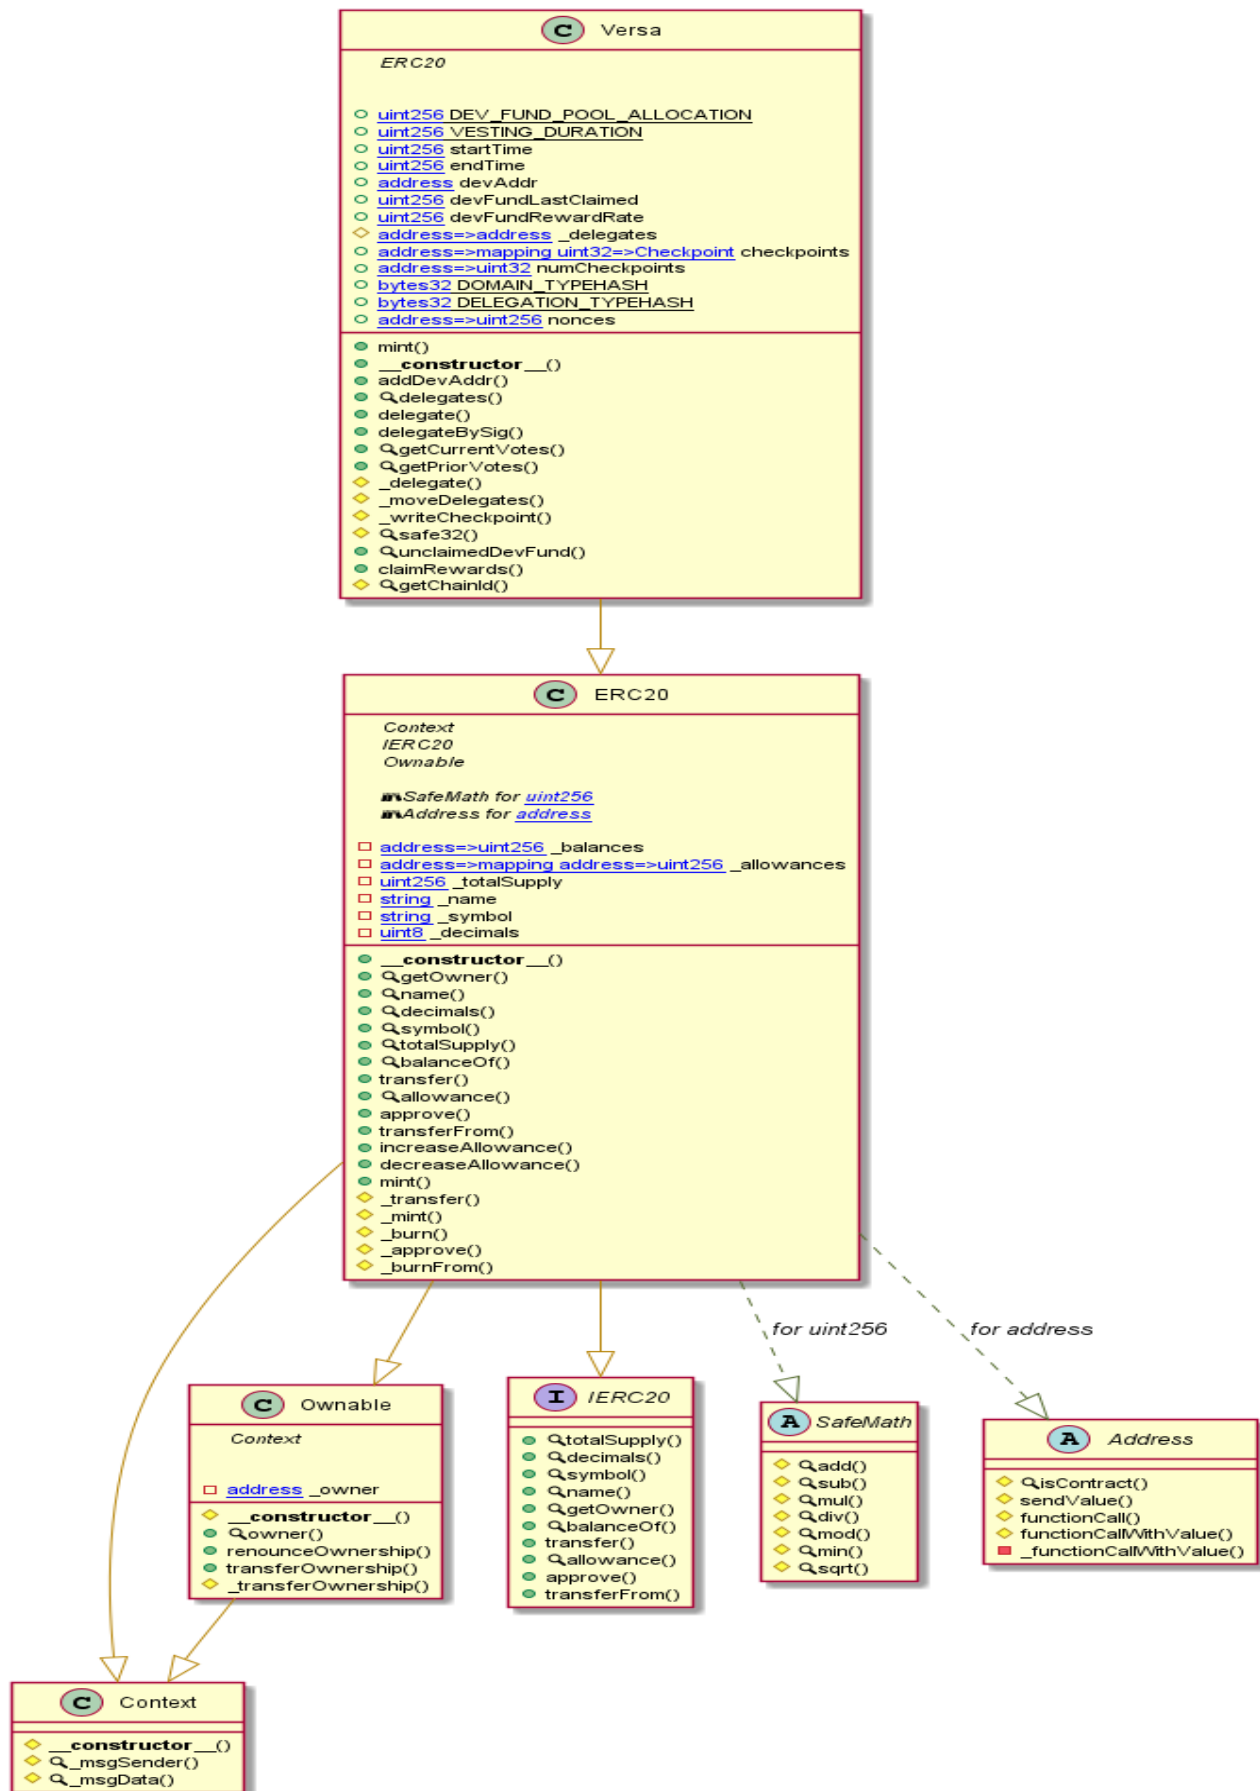 C Versa
ERC20
uint256 DEV_FUND_POOL_ALLOCATION
uint256 VESTING_DURATION
uint256 startTime
uint256 endTime
address devAddr
uint256 devFundLastClaimed
uint256 devFundRewardRate
address=>address _delegates
address=>mapping uint32=>Checkpoint checkpoints
address=>uint32 numCheckpoints
bytes32 DOMAIN_TYPEHASH
bytes32 DELEGATION_TYPEHASH
address=>uint256 nonces
mint()
__constructor__()
addDevAddr()
delegates()
delegate()
delegateBySig()
getCurrentVotes()
getPriorVotes()
_delegate()
_moveDelegates()
_writeCheckpoint()
safe32()
unclaimedDevFund()
claimRewards()
getChainId()
C ERC20
Context
IERC20
Ownable
SafeMath for uint256
Address for address
address=>uint256 _balances
address=>mapping address=>uint256 _allowances
uint256 _totalSupply
string _name
string _symbol
uint8 _decimals
__constructor__()
getOwner()
name()
decimals()
symbol()
totalSupply()
balanceOf()
transfer()
allowance()
approve()
transferFrom()
increaseAllowance()
decreaseAllowance()
mint()
_transfer()
_mint()
_burn()
_approve()
_burnFrom()
for uint256
for address
C Ownable
Context
address _owner
__constructor__()
owner()
renounceOwnership()
transferOwnership()
_transferOwnership()
I IERC20
totalSupply()
decimals()
symbol()
name()
getOwner()
balanceOf()
transfer()
allowance()
approve()
transferFrom()
A SafeMath
add()
sub()
mul()
div()
mod()
min()
sqrt()
A Address
isContract()
sendValue()
functionCall()
functionCallWithValue()
_functionCallWithValue()
C Context
__constructor__()
_msgSender()
_msgData()